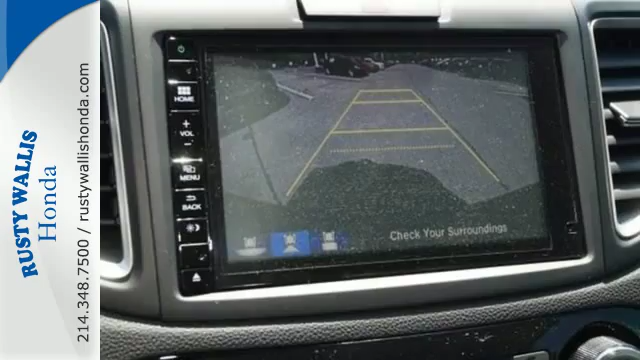 RUSTY WALLIS
Honda
214.348.7500 / rustywallishonda.com
HOME
+
VOL
-
MENU
BACK
Check Your Surroundings